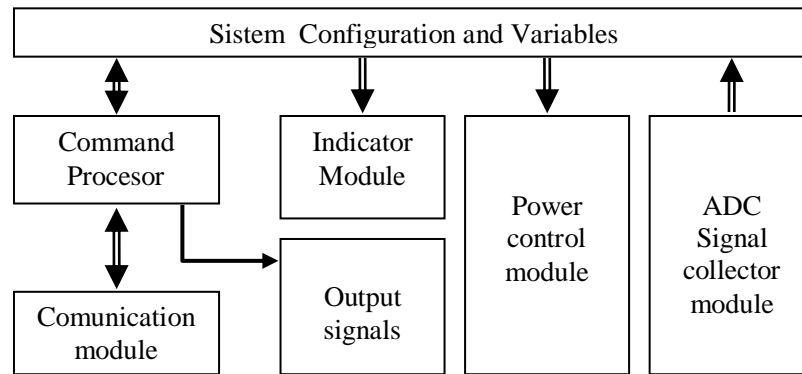 Sistem Configuration and Variables
Command
Procesor
Indicator
Module
Power
control
module
ADC
Signal
collector
module
Output
signals
Comunication
module